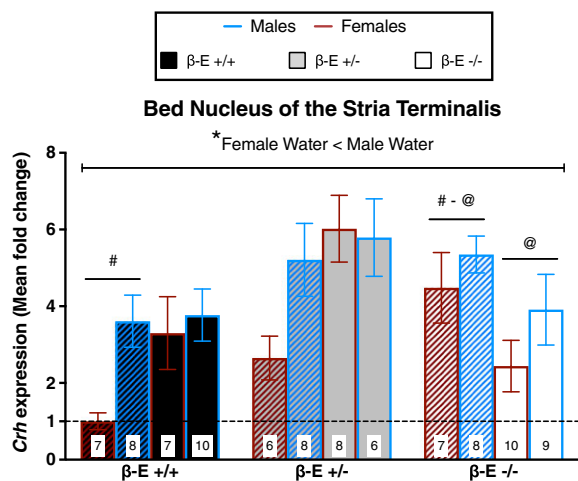 Males Females
β-E +/+ β-E +/- β-E -/-
Bed Nucleus of the Stria Terminalis
*Female Water < Male Water
Crh expression (Mean fold change)
8
6
4
2
1
0
#
# - @
@
7 8 7 10 6 8 8 6 7 8 10 9
β-E +/+ β-E +/- β-E -/-